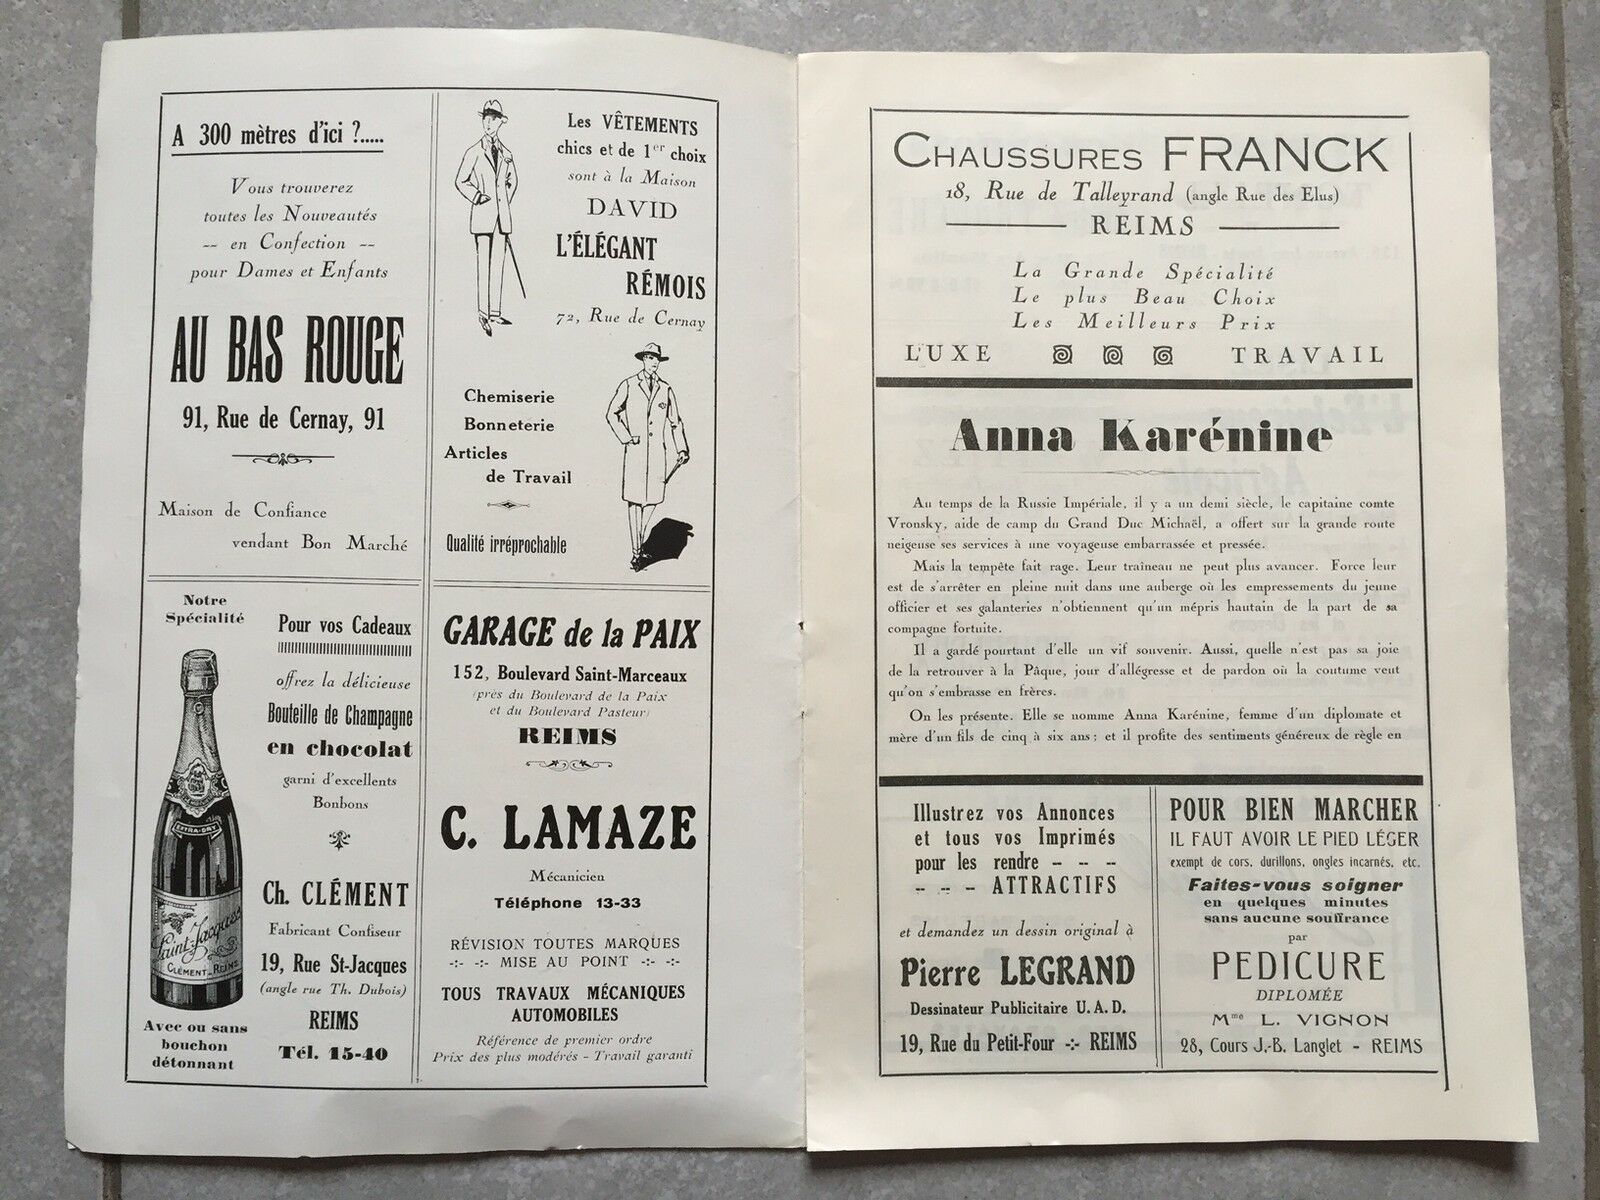 A 300 mètres d'ici ?.....
Vous trouverez
toutes les Nouveautés
-- en Confection --
pour Dames et Enfants
AU BAS ROUGE
91, Rue de Cernay, 91
Maison de Confiance
vendant Bon Marché
Les VÊTEMENTS
chics et de 1er choix
sont à la Maison
DAVID
L'ÉLÉGANT
RÉMOIS
72, Rue de Cernay
Chemiserie
Bonneterie
Articles
de Travail
Qualité irréprochable
Notre
Spécialité
EXTRA-DRY
Saint-Jacques
CLÉMENT-REIMS
Avec ou sans
bouchon
détonnant
Pour vos Cadeaux
offrez la délicieuse
Bouteille de Champagne
en chocolat
garni d'excellents
Bonbons
Ch. CLÉMENT
Fabricant Confiseur
19, Rue St-Jacques
(angle rue Th. Dubois)
REIMS
Tél. 15-40
GARAGE de la PAIX
152, Boulevard Saint-Marceaux
(près du Boulevard de la Paix
et du Boulevard Pasteur)
REIMS
C. LAMAZE
Mécanicien
Téléphone 13-33
RÉVISION TOUTES MARQUES
-:- -:- MISE AU POINT -:- -:-
TOUS TRAVAUX MÉCANIQUES
AUTOMOBILES
Référence de premier ordre
Prix des plus modérés - Travail garanti
CHAUSSURES FRANCK
18, Rue de Talleyrand (angle Rue des Elus)
REIMS
La Grande Spécialité
Le plus Beau Choix
Les Meilleurs Prix
LUXE TRAVAIL
Anna Karénine
Au temps de la Russie Impériale, il y a un demi siècle, le capitaine comte
Vronsky, aide de camp du Grand Duc Michaël, a offert sur la grande route
neigeuse ses services à une voyageuse embarrassée et pressée.
Mais la tempête fait rage. Leur traîneau ne peut plus avancer. Force leur
est de s'arrêter en pleine nuit dans une auberge où les empressements du jeune
officier et ses galanteries n'obtiennent qu'un mépris hautain de la part de sa
compagne fortuite.
Il a gardé pourtant d'elle un vif souvenir. Aussi, quelle n'est pas sa joie
de la retrouver à la Pâque, jour d'allégresse et de pardon où la coutume veut
qu'on s'embrasse en frères.
On les présente. Elle se nomme Anna Karénine, femme d'un diplomate et
mère d'un fils de cinq à six ans ; et il profite des sentiments généreux de règle en
Illustrez vos Annonces
et tous vos Imprimés
pour les rendre - - -
- - - ATTRACTIFS
et demandez un dessin original à
Pierre LEGRAND
Dessinateur Publicitaire U.A.D.
19, Rue du Petit-Four -:- REIMS
POUR BIEN MARCHER
IL FAUT AVOIR LE PIED LÉGER
exempt de cors, durillons, ongles incarnés, etc.
Faites-vous soigner
en quelques minutes
sans aucune souffrance
par
PEDICURE
DIPLOMÉE
Mme L. VIGNON
28, Cours J.-B. Langlet - REIMS